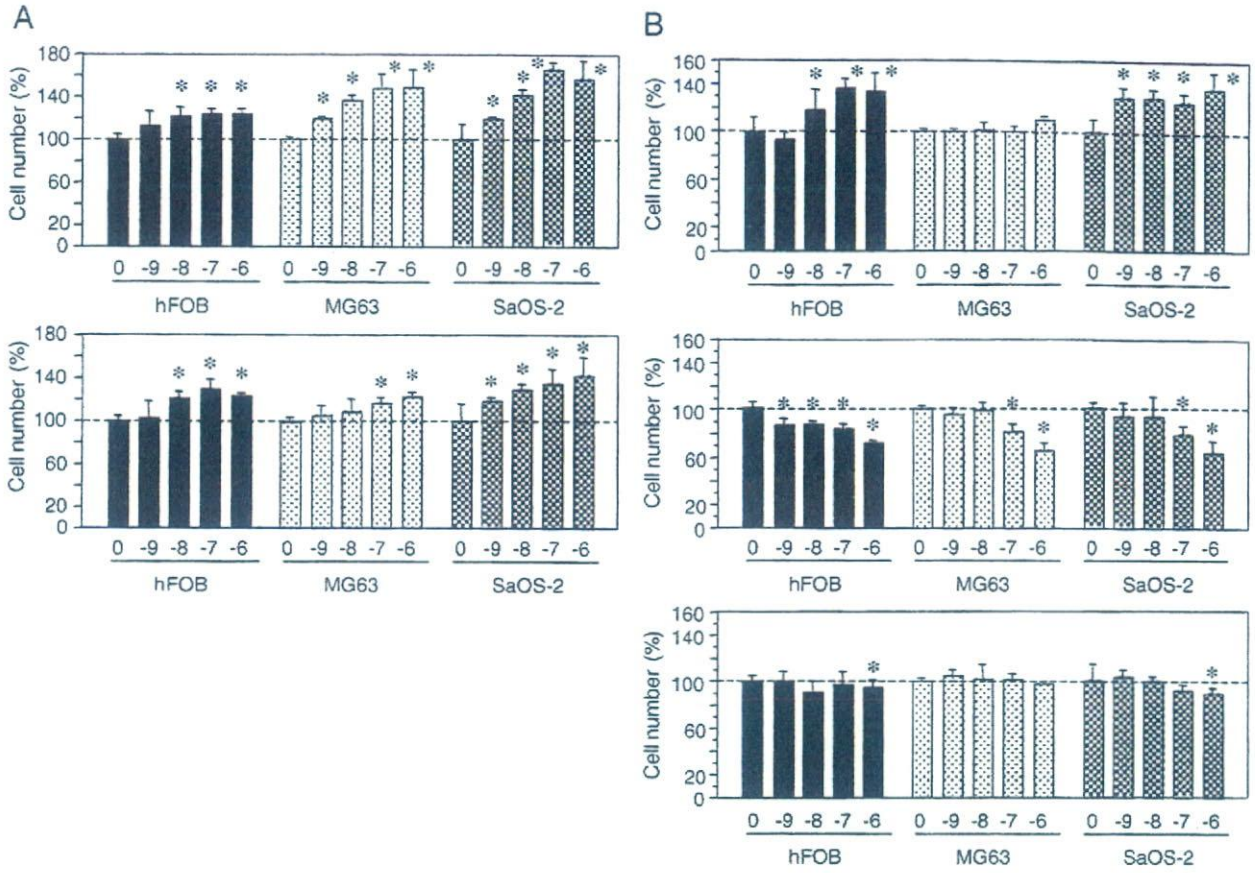 A
Cell number (%)
180
140
100
60
20
0
* * * * * * * * * * *
0 -9 -8 -7 -6 0 -9 -8 -7 -6 0 -9 -8 -7 -6
hFOB MG63 SaOS-2
Cell number (%)
180
140
100
60
20
0
* * * * * * * * *
0 -9 -8 -7 -6 0 -9 -8 -7 -6 0 -9 -8 -7 -6
hFOB MG63 SaOS-2
B
Cell number (%)
160
140
100
60
20
0
* * * * * * *
0 -9 -8 -7 -6 0 -9 -8 -7 -6 0 -9 -8 -7 -6
hFOB MG63 SaOS-2
Cell number (%)
160
140
100
60
20
0
* * * * * * * *
0 -9 -8 -7 -6 0 -9 -8 -7 -6 0 -9 -8 -7 -6
hFOB MG63 SaOS-2
Cell number (%)
160
140
100
60
20
0
* *
0 -9 -8 -7 -6 0 -9 -8 -7 -6 0 -9 -8 -7 -6
hFOB MG63 SaOS-2